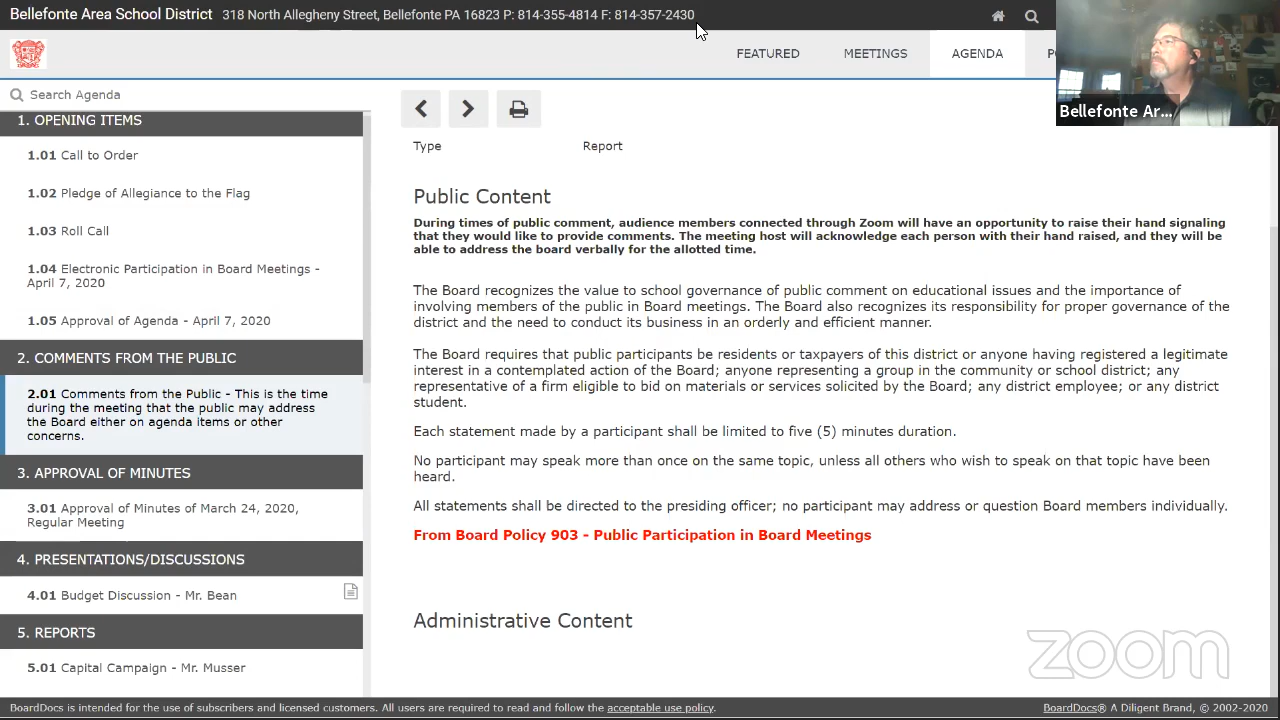 Bellefonte Area School District 318 North Allegheny Street, Bellefonte PA 16823 P: 814-355-4814 F: 814-357-2430
FEATURED MEETINGS AGENDA
Bellefonte Ar...
Search Agenda
1. OPENING ITEMS
1.01 Call to Order
1.02 Pledge of Allegiance to the Flag
1.03 Roll Call
1.04 Electronic Participation in Board Meetings -
April 7, 2020
1.05 Approval of Agenda - April 7, 2020
2. COMMENTS FROM THE PUBLIC
2.01 Comments from the Public - This is the time
during the meeting that the public may address
the Board either on agenda items or other
concerns.
3. APPROVAL OF MINUTES
3.01 Approval of Minutes of March 24, 2020,
Regular Meeting
4. PRESENTATIONS/DISCUSSIONS
4.01 Budget Discussion - Mr. Bean
5. REPORTS
5.01 Capital Campaign - Mr. Musser
Type Report
Public Content
During times of public comment, audience members connected through Zoom will have an opportunity to raise their hand signaling
that they would like to provide comments. The meeting host will acknowledge each person with their hand raised, and they will be
able to address the board verbally for the allotted time.
The Board recognizes the value to school governance of public comment on educational issues and the importance of
involving members of the public in Board meetings. The Board also recognizes its responsibility for proper governance of the
district and the need to conduct its business in an orderly and efficient manner.
The Board requires that public participants be residents or taxpayers of this district or anyone having registered a legitimate
interest in a contemplated action of the Board; anyone representing a group in the community or school district; any
representative of a firm eligible to bid on materials or services solicited by the Board; any district employee; or any district
student.
Each statement made by a participant shall be limited to five (5) minutes duration.
No participant may speak more than once on the same topic, unless all others who wish to speak on that topic have been
heard.
All statements shall be directed to the presiding officer; no participant may address or question Board members individually.
From Board Policy 903 - Public Participation in Board Meetings
Administrative Content
zoom
BoardDocs is intended for the use of subscribers and licensed customers. All users are required to read and follow the acceptable use policy.
BoardDocs® A Diligent Brand, © 2002-2020